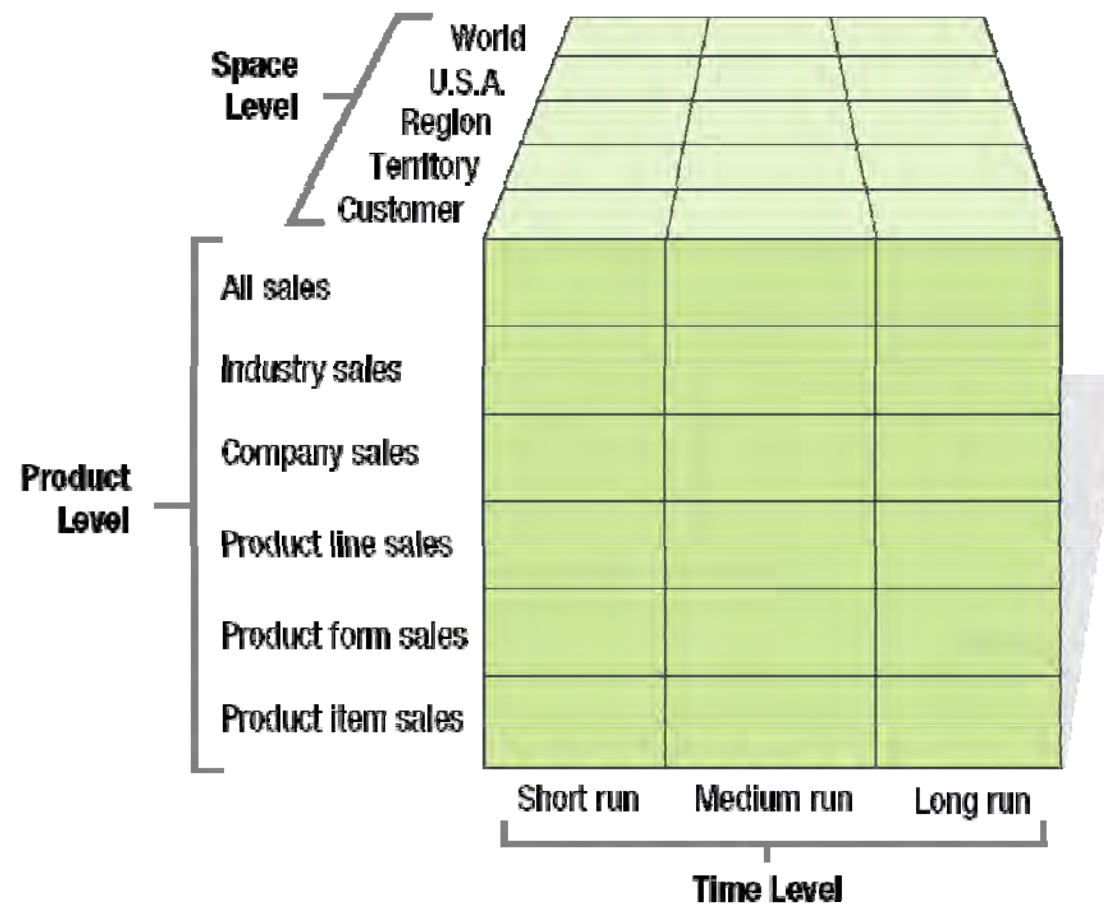 World
Space
Level
U.S.A.
Region
Territory
Customer
All sales
Industry sales
Company sales
Product
Level
Product line sales
Product form sales
Product item sales
Short run Medium run Long run
Time Level